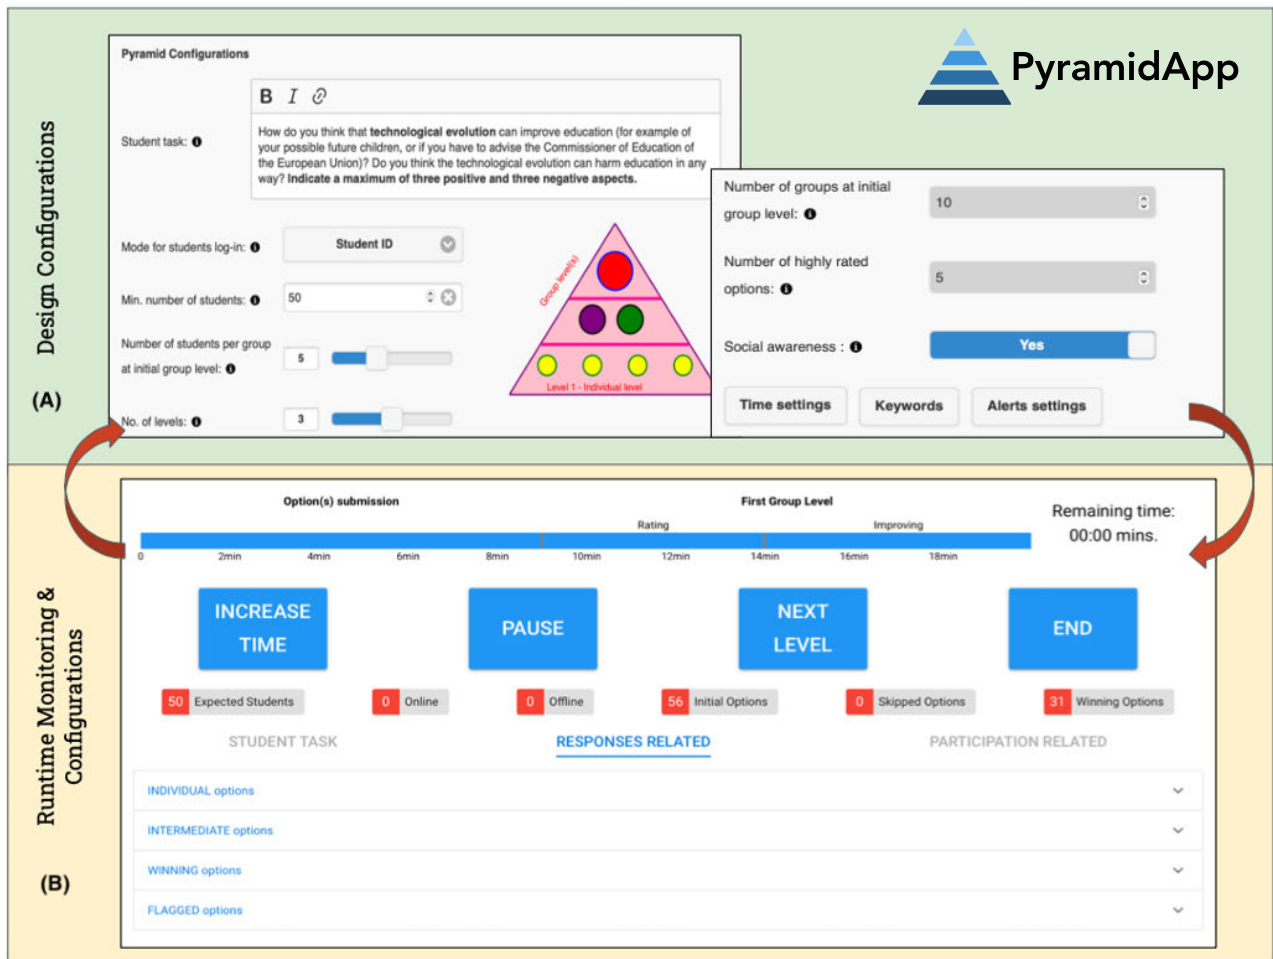 PyramidApp
Design Configurations
(A)
Pyramid Configurations
B I
Student task:
How do you think that technological evolution can improve education (for example of
your possible future children, or if you have to advise the Commissioner of Education of
the European Union)? Do you think the technological evolution can harm education in any
way? Indicate a maximum of three positive and three negative aspects.
Mode for students log-in:
Student ID
Min. number of students:
50
Number of students per group
at initial group level:
5
No. of levels:
3
Group level(s)
Level 1 - Individual level
Number of groups at initial
group level:
10
Number of highly rated
options:
5
Social awareness :
Yes
Time settings
Keywords
Alerts settings
Runtime Monitoring &
Configurations
(B)
Option(s) submission
First Group Level
Rating
Improving
0 2min 4min 6min 8min 10min 12min 14min 16min 18min
Remaining time:
00:00 mins.
INCREASE
TIME
PAUSE
NEXT
LEVEL
END
50 Expected Students
0 Online
0 Offline
56 Initial Options
0 Skipped Options
31 Winning Options
STUDENT TASK
RESPONSES RELATED
PARTICIPATION RELATED
INDIVIDUAL options
INTERMEDIATE options
WINNING options
FLAGGED options